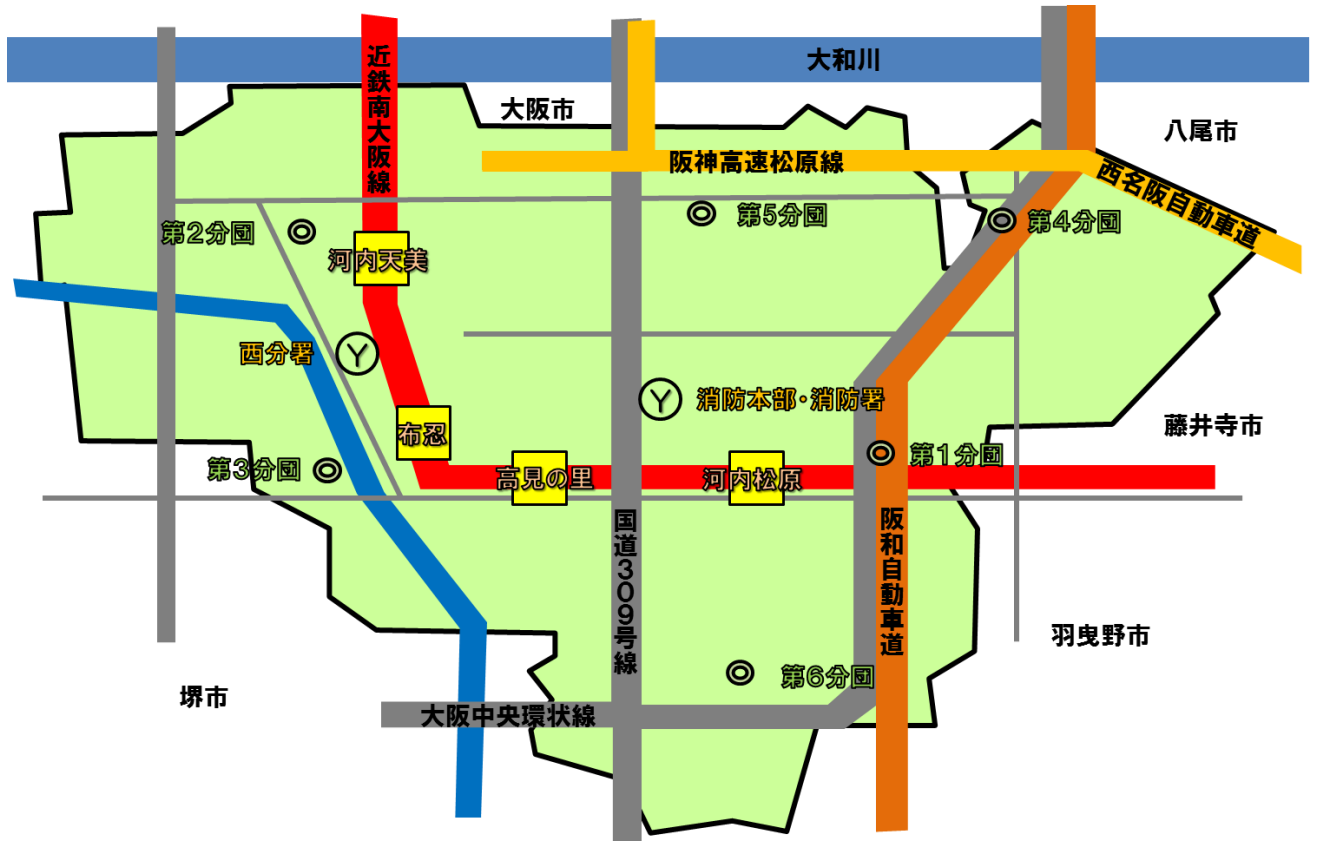 大和川
近鉄南大阪線
大阪市
八尾市
阪神高速松原線
西名阪自動車道
第2分団
第5分団
第4分団
河内天美
西分署
Y
Y
消防本部・消防署
布忍
藤井寺市
第1分団
第3分団
高見の里
河内松原
国道309号線
阪和自動車道
羽曳野市
第6分団
堺市
大阪中央環状線